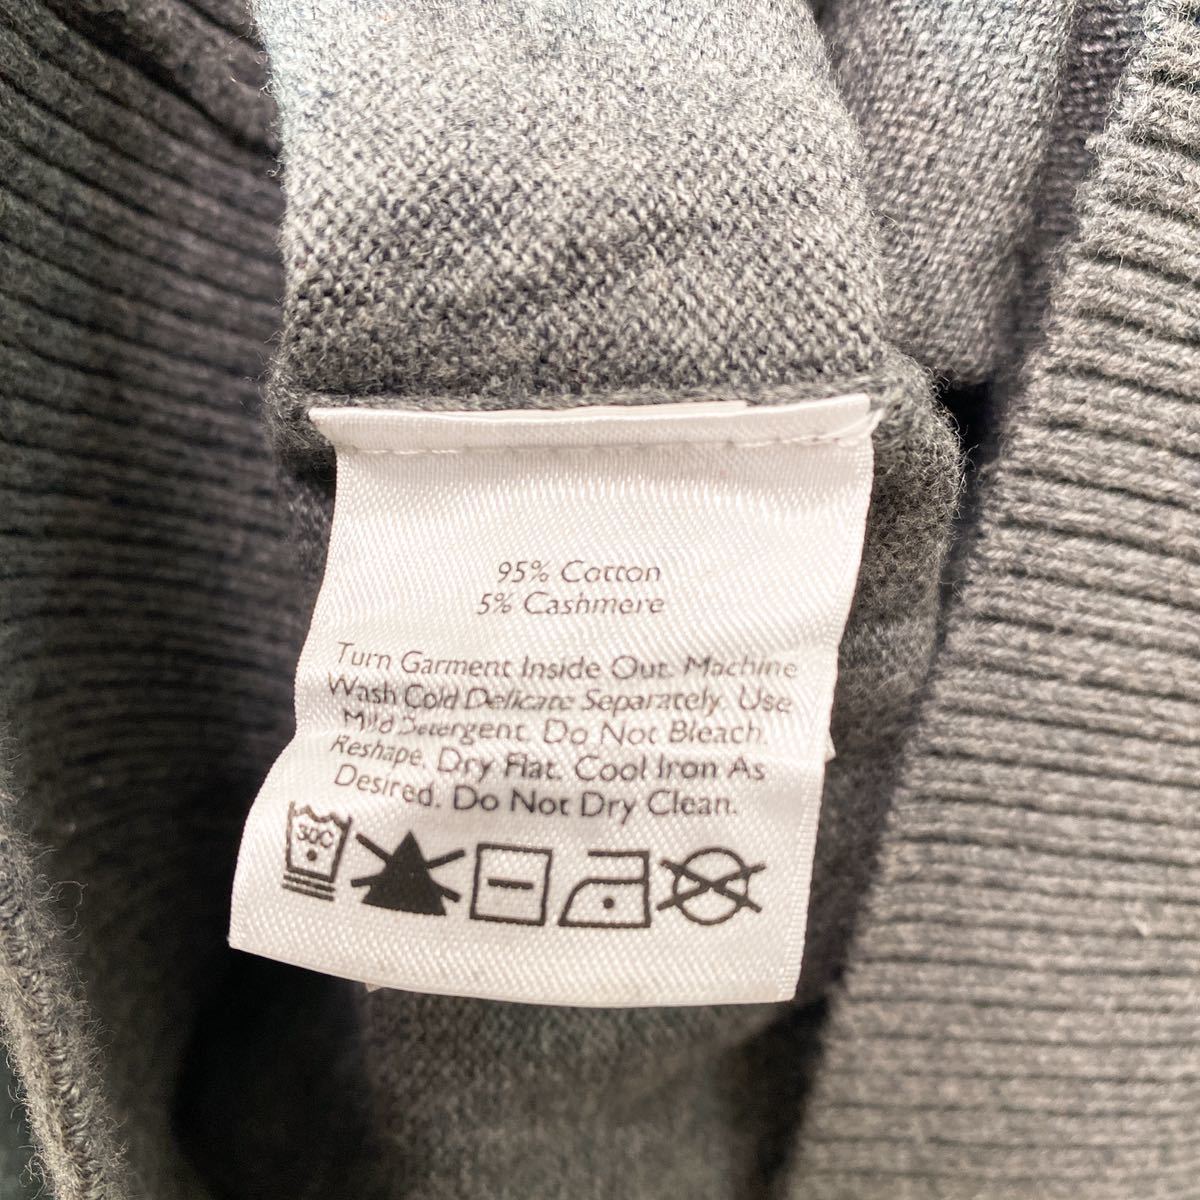 95% Cotton
5% Cashmere
Turn Garment Inside Out. Machine
Wash Cold Delicate Separately. Use
Mild Detergent. Do Not Bleach.
Reshape. Dry Flat. Cool Iron As
Desired. Do Not Dry Clean.
30C